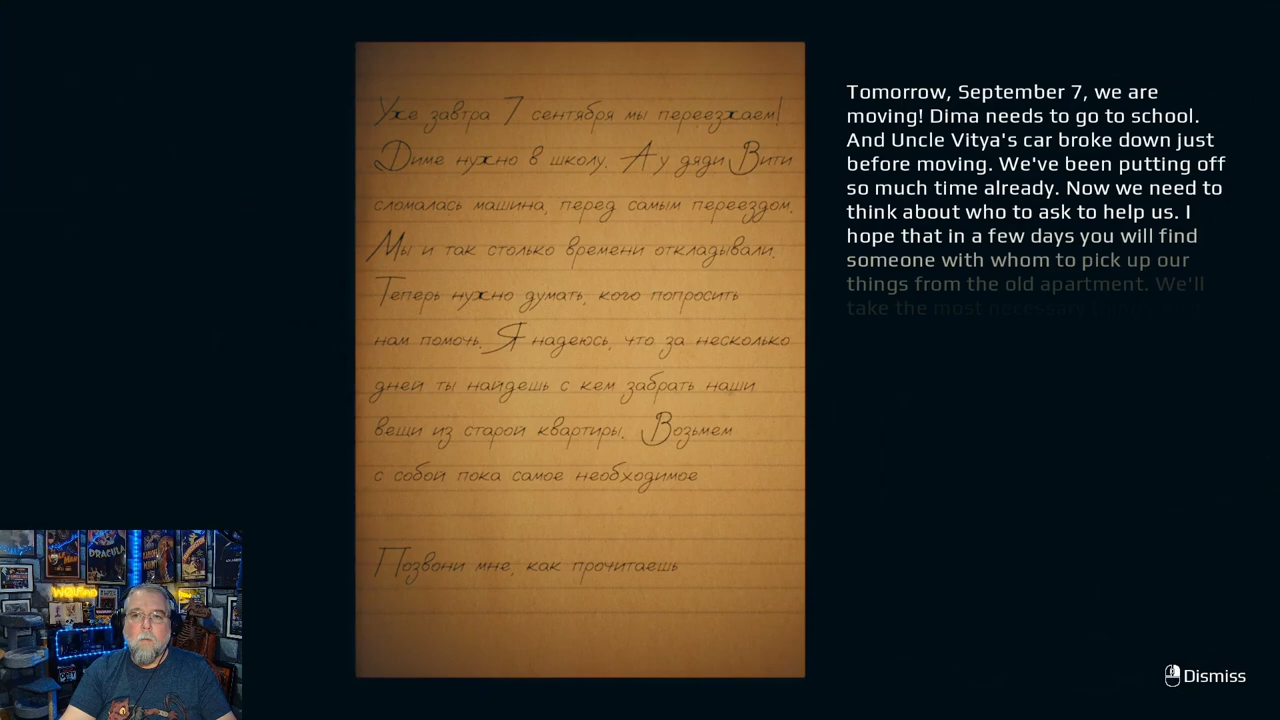 Уже завтра 7 сентября мы переезжаем!
Диме нужно в школу. А у дяди Вити
сломалась машина, перед самым переездом.
Мы и так столько времени откладывали.
Теперь нужно думать, кого попросить
нам помочь. Я надеюсь, что за несколько
дней ты найдешь с кем забрать наши
вещи из старой квартиры. Возьмем
с собой пока самое необходимое
Позвони мне, как прочитаешь
Tomorrow, September 7, we are
moving! Dima needs to go to school.
And Uncle Vitya's car broke down just
before moving. We've been putting off
so much time already. Now we need to
think about who to ask to help us. I
hope that in a few days you will find
someone with whom to pick up our
things from the old apartment. We'll
take the most necessary
DRACULA
Dismiss